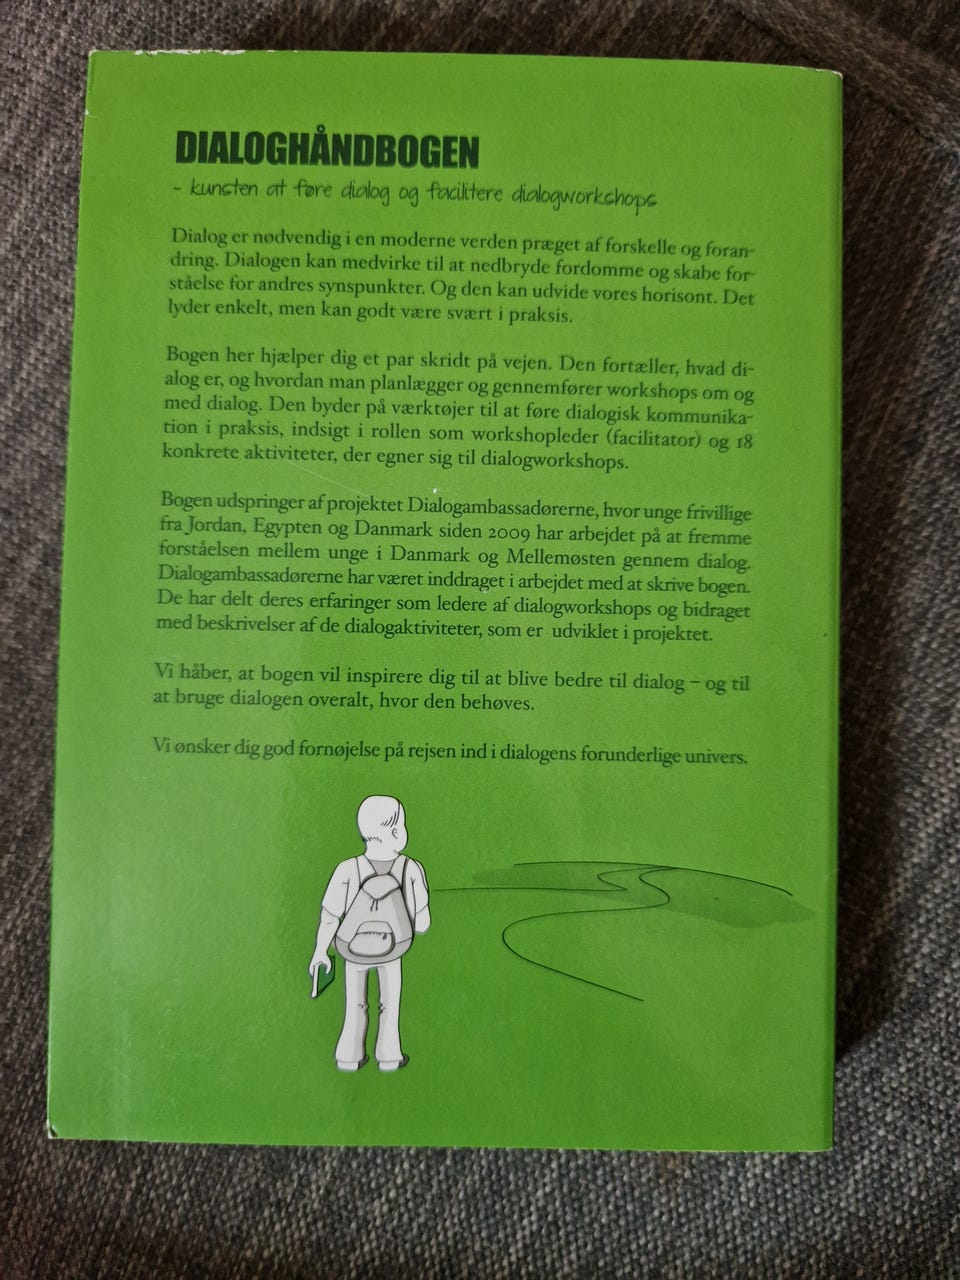 DIALOGHÅNDBOGEN
- kunsten at føre dialog og facilitere dialogworkshops
Dialog er nødvendig i en moderne verden præget af forskelle og foran-
dring. Dialogen kan medvirke til at nedbryde fordomme og skabe for-
ståelse for andres synspunkter. Og den kan udvide vores horisont. Det
lyder enkelt, men kan godt være svært i praksis.
Bogen her hjælper dig et par skridt på vejen. Den fortæller, hvad di-
alog er, og hvordan man planlægger og gennemfører workshops om og
med dialog. Den byder på værktøjer til at føre dialogisk kommunika-
tion i praksis, indsigt i rollen som workshopleder (facilitator) og 18
konkrete aktiviteter, der egner sig til dialogworkshops.
Bogen udspringer af projektet Dialogambassadørerne, hvor unge frivillige
fra Jordan, Egypten og Danmark siden 2009 har arbejdet på at fremme
forståelsen mellem unge i Danmark og Mellemøsten gennem dialog.
Dialogambassadørerne har været inddraget i arbejdet med at skrive bogen.
De har delt deres erfaringer som ledere af dialogworkshops og bidraget
med beskrivelser af de dialogaktiviteter, som er udviklet i projektet.
Vi håber, at bogen vil inspirere dig til at blive bedre til dialog – og til
at bruge dialogen overalt, hvor den behøves.
Vi ønsker dig god fornøjelse på rejsen ind i dialogens forunderlige univers.